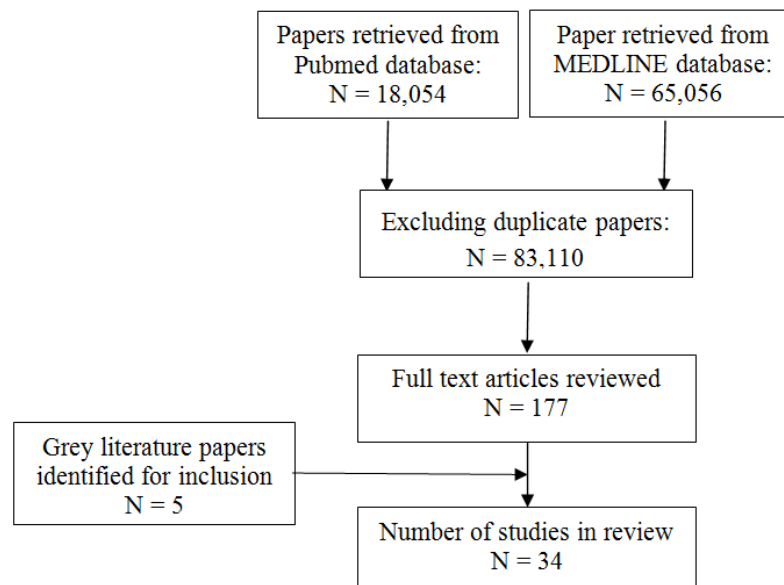 Papers retrieved from
Pubmed database:
N = 18,054
Paper retrieved from
MEDLINE database:
N = 65,056
Excluding duplicate papers:
N = 83,110
Full text articles reviewed
N = 177
Grey literature papers
identified for inclusion
N = 5
Number of studies in review
N = 34